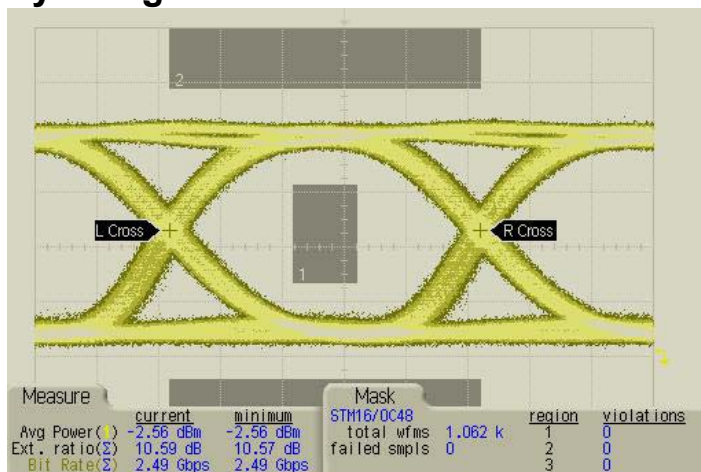 2
L Cross
R Cross
1
Measure
current minimum
Avg Power(1) -2.56 dBm -2.56 dBm
Ext. ratio(Σ) 10.59 dB 10.57 dB
Bit Rate(Σ) 2.49 Gbps 2.49 Gbps
Mask
STM16/OC48
total wfms 1.062 k
failed smpls 0
region violations
1 0
2 0
3 0